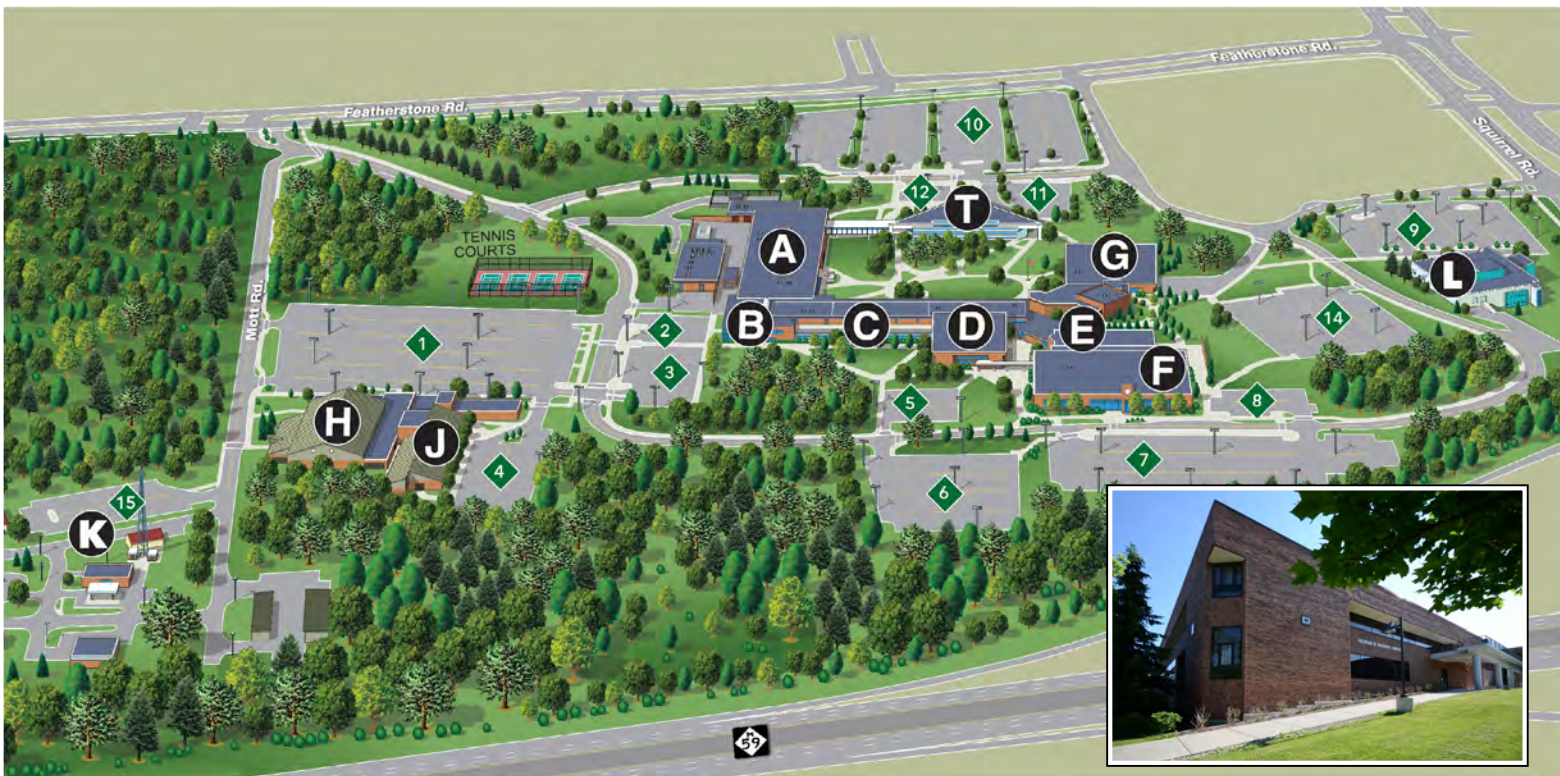 Featherstone Rd.
Featherstone Rd.
Squirrel Rd.
Mott Rd.
TENNIS
COURTS
10
12
11
T
A
G
9
L
14
B
C
D
E
F
1
2
3
5
8
H
J
4
6
7
15
K
M
59